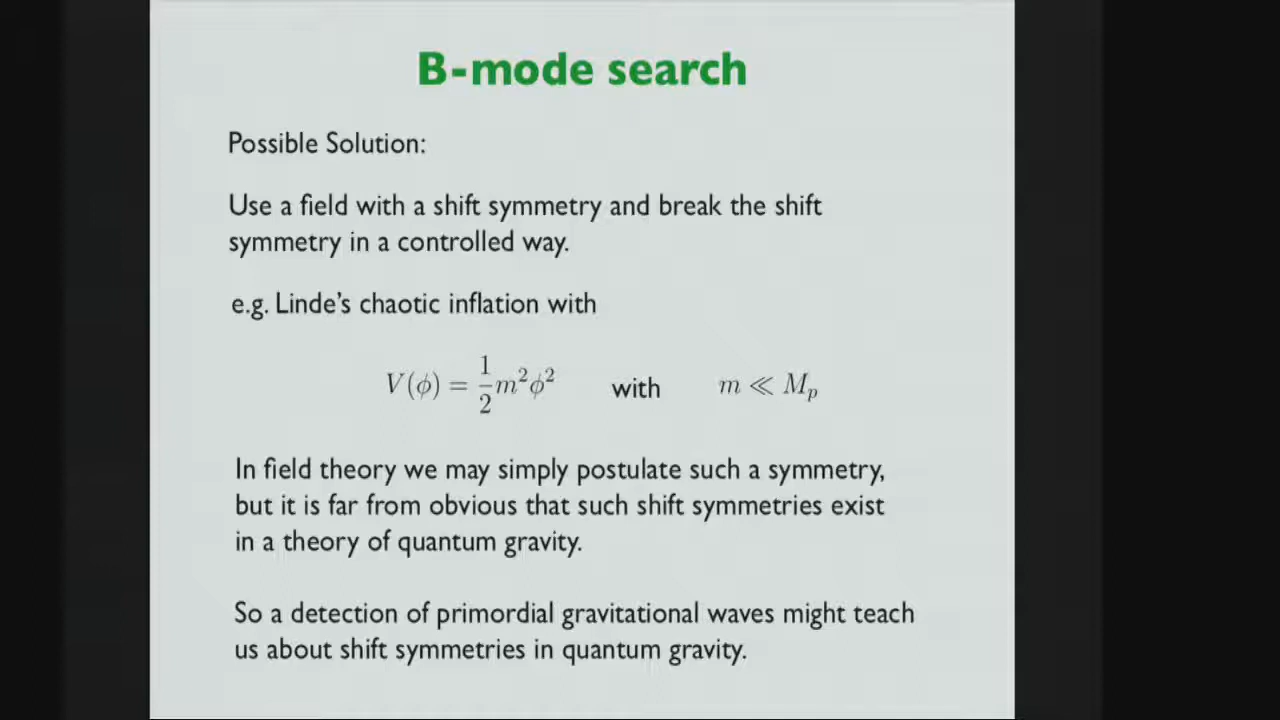 B-mode search
Possible Solution:
Use a field with a shift symmetry and break the shift
symmetry in a controlled way.
e.g. Linde's chaotic inflation with
V(ϕ) = 1/2 m²ϕ² with m ≪ Mₚ
In field theory we may simply postulate such a symmetry,
but it is far from obvious that such shift symmetries exist
in a theory of quantum gravity.
So a detection of primordial gravitational waves might teach
us about shift symmetries in quantum gravity.